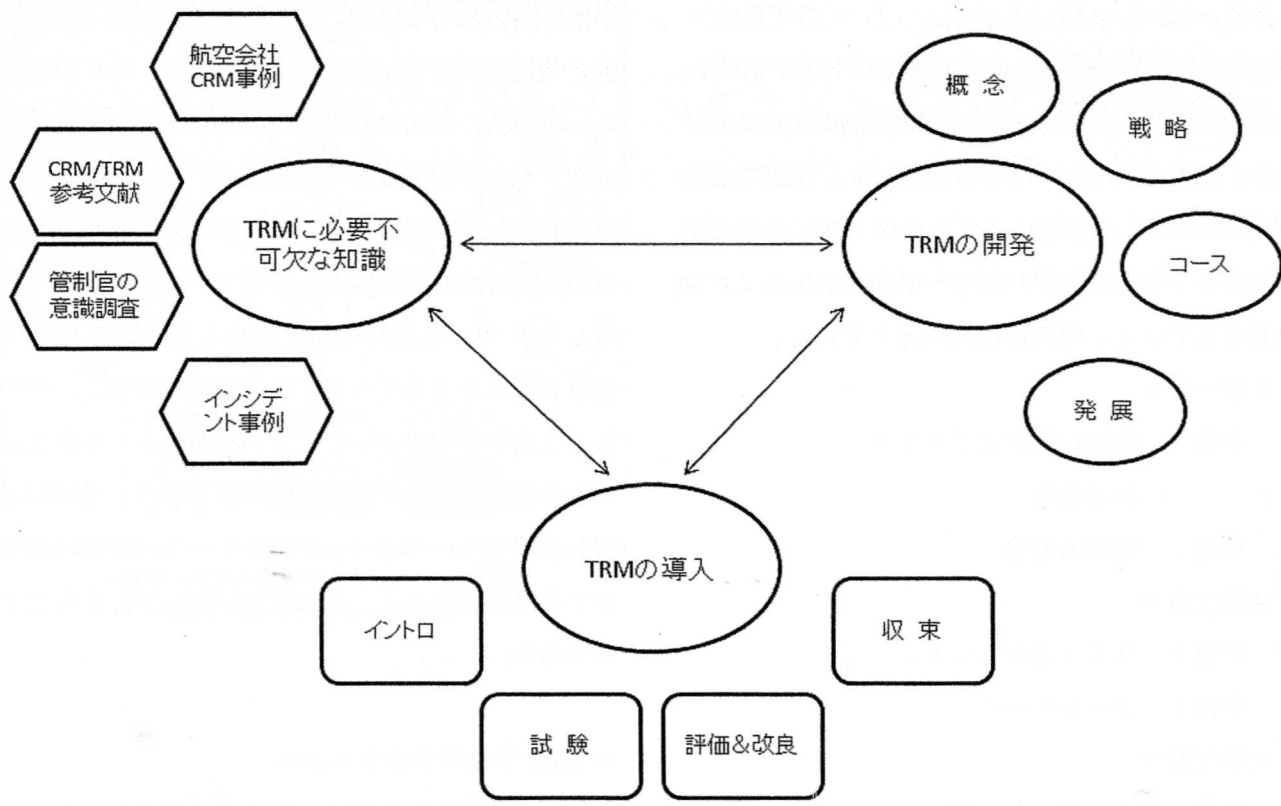 航空会社
CRM事例
CRM/TRM
参考文献
管制官の
意識調査
インシデ
ント事例
TRMに必要不
可欠な知識
概 念
戦 略
コース
発 展
TRMの開発
TRMの導入
イントロ
試 験
評価&改良
収 束